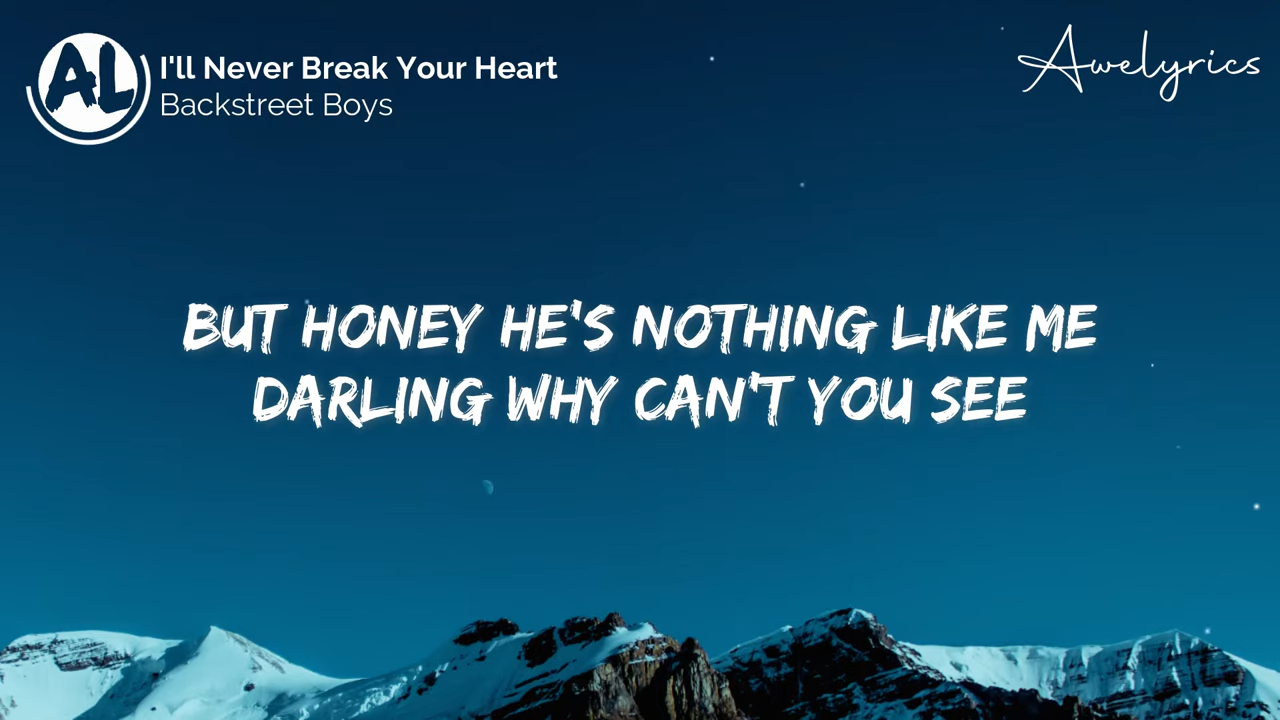 AL
I'll Never Break Your Heart
Backstreet Boys
Awelyrics
BUT HONEY HE'S NOTHING LIKE ME
DARLING WHY CAN'T YOU SEE